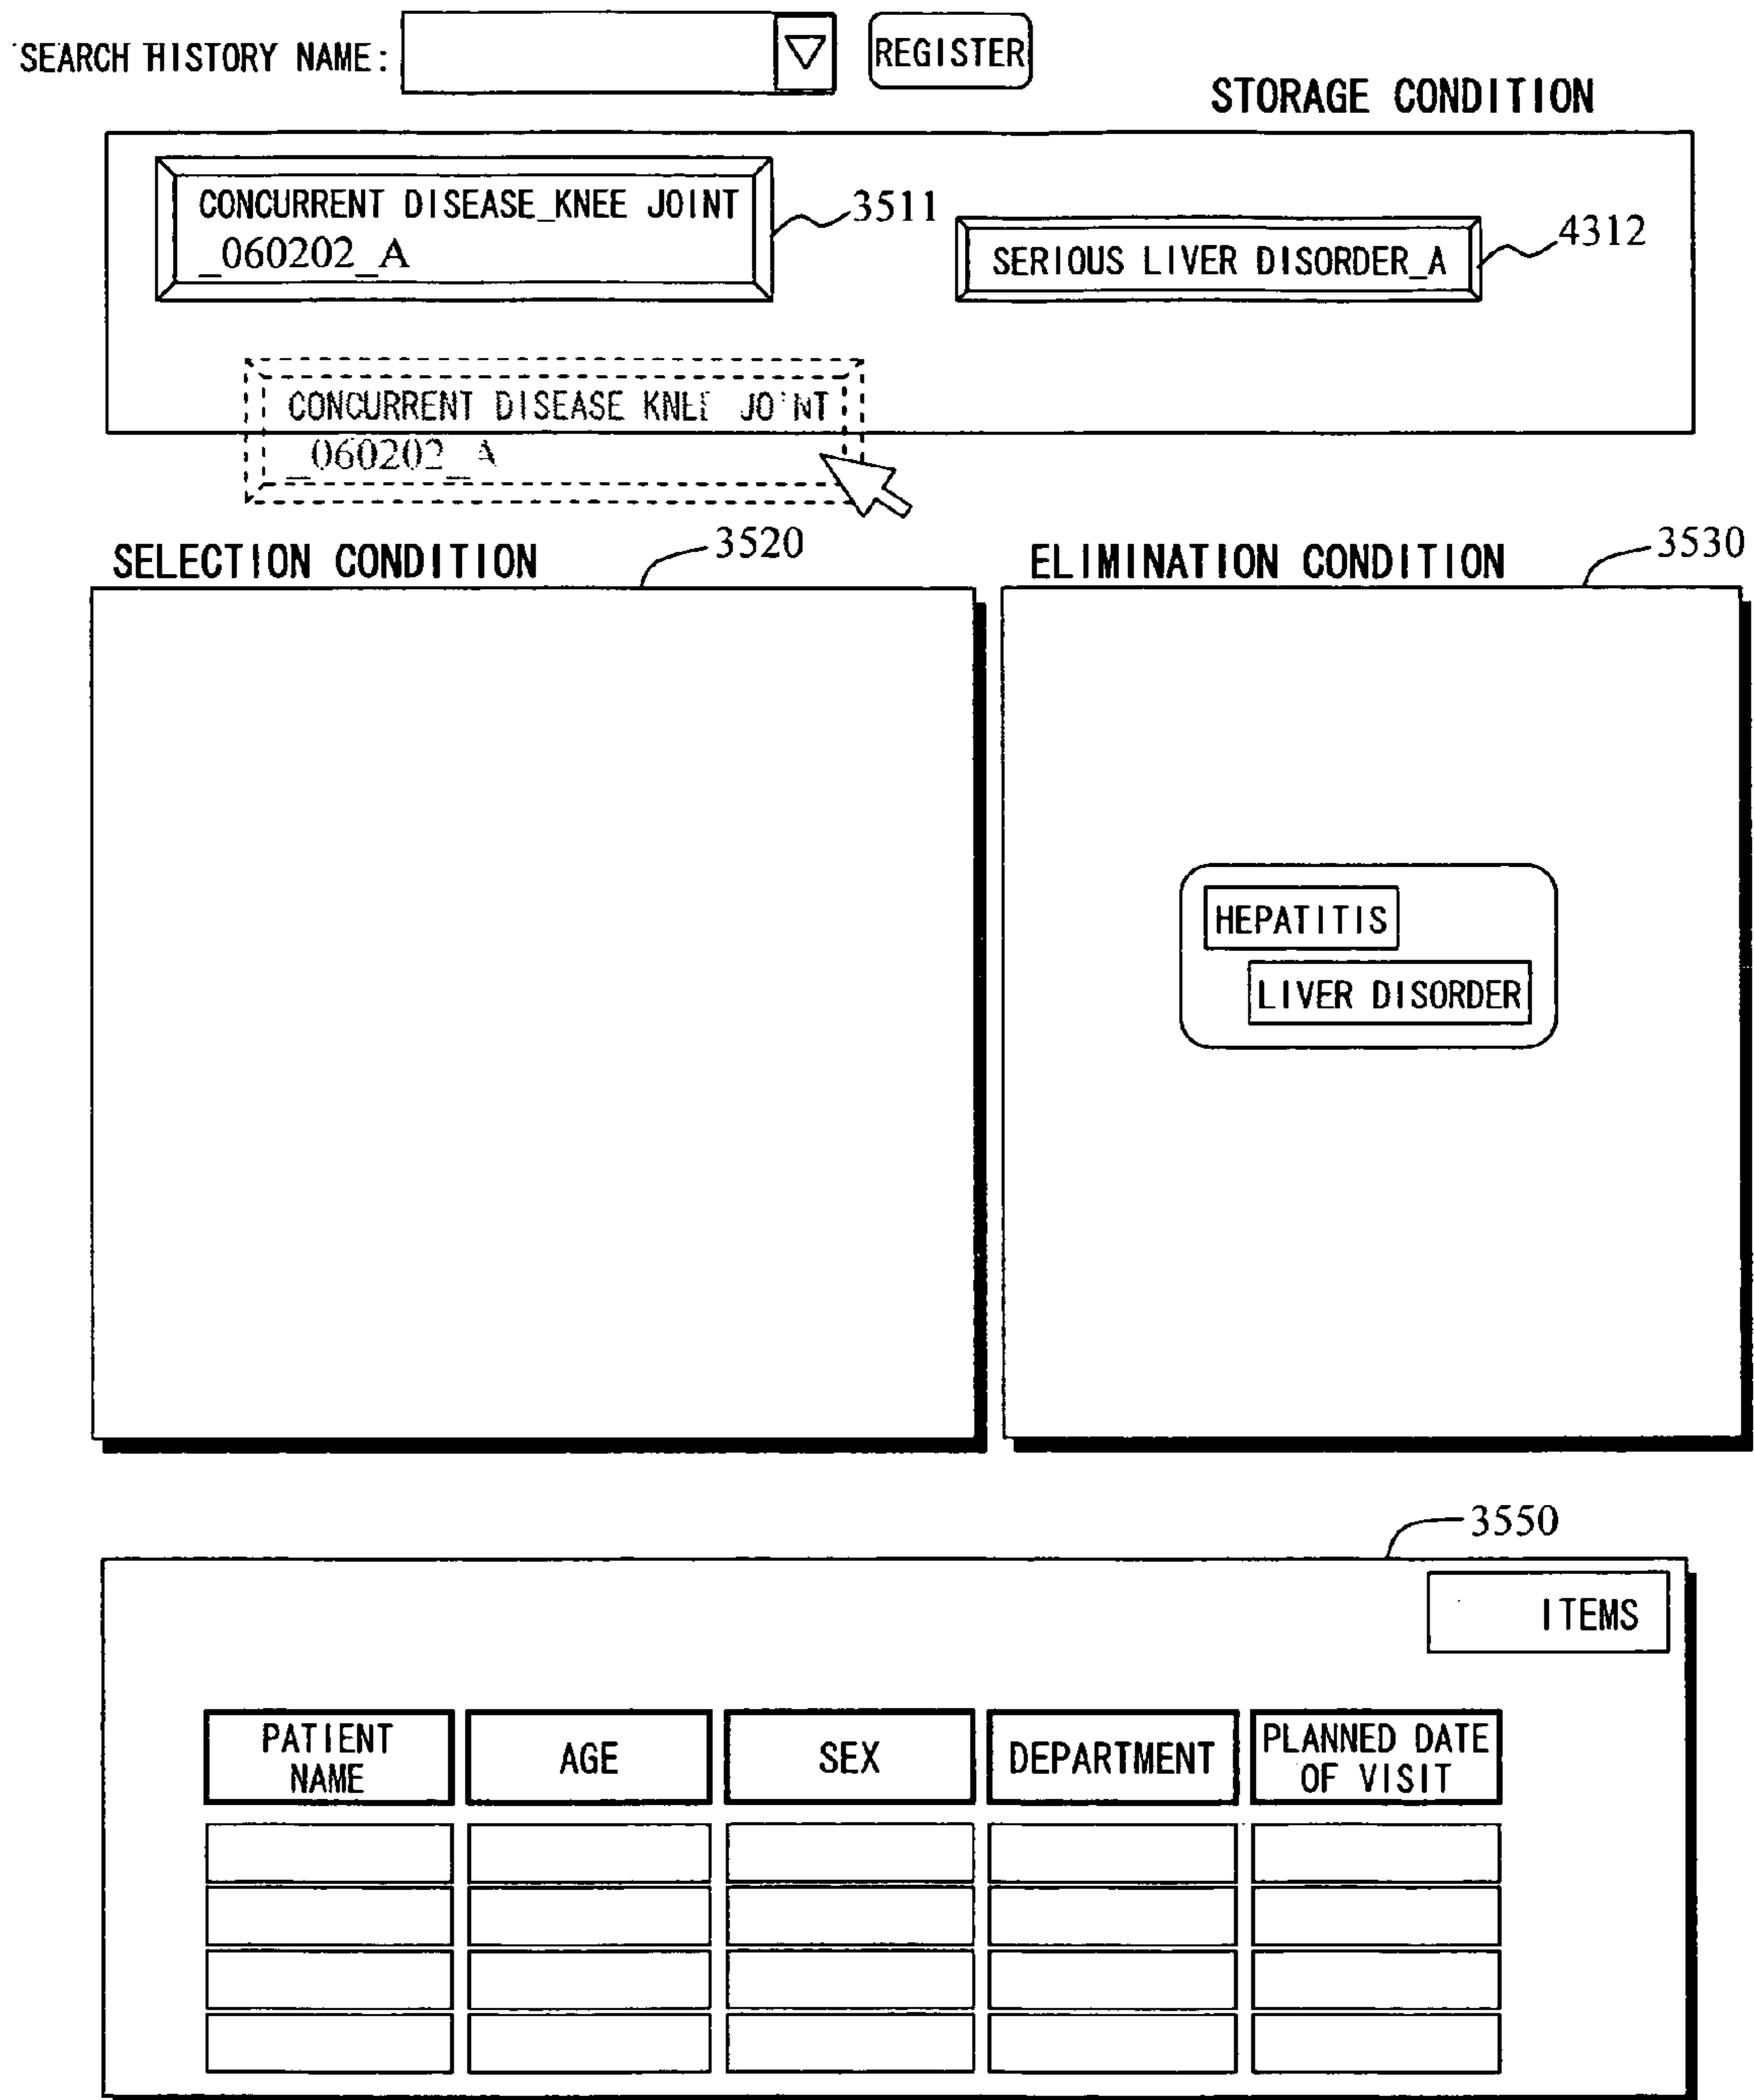 SEARCH HISTORY NAME:
REGISTER
STORAGE CONDITION
CONCURRENT DISEASE_KNEE JOINT
_060202_A
3511
SERIOUS LIVER DISORDER_A
4312
CONCURRENT DISEASE KNEE JOINT
_060202_A
SELECTION CONDITION
3520
ELIMINATION CONDITION
3530
HEPATITIS
LIVER DISORDER
3550
ITEMS
PATIENT
NAME
AGE
SEX
DEPARTMENT
PLANNED DATE
OF VISIT